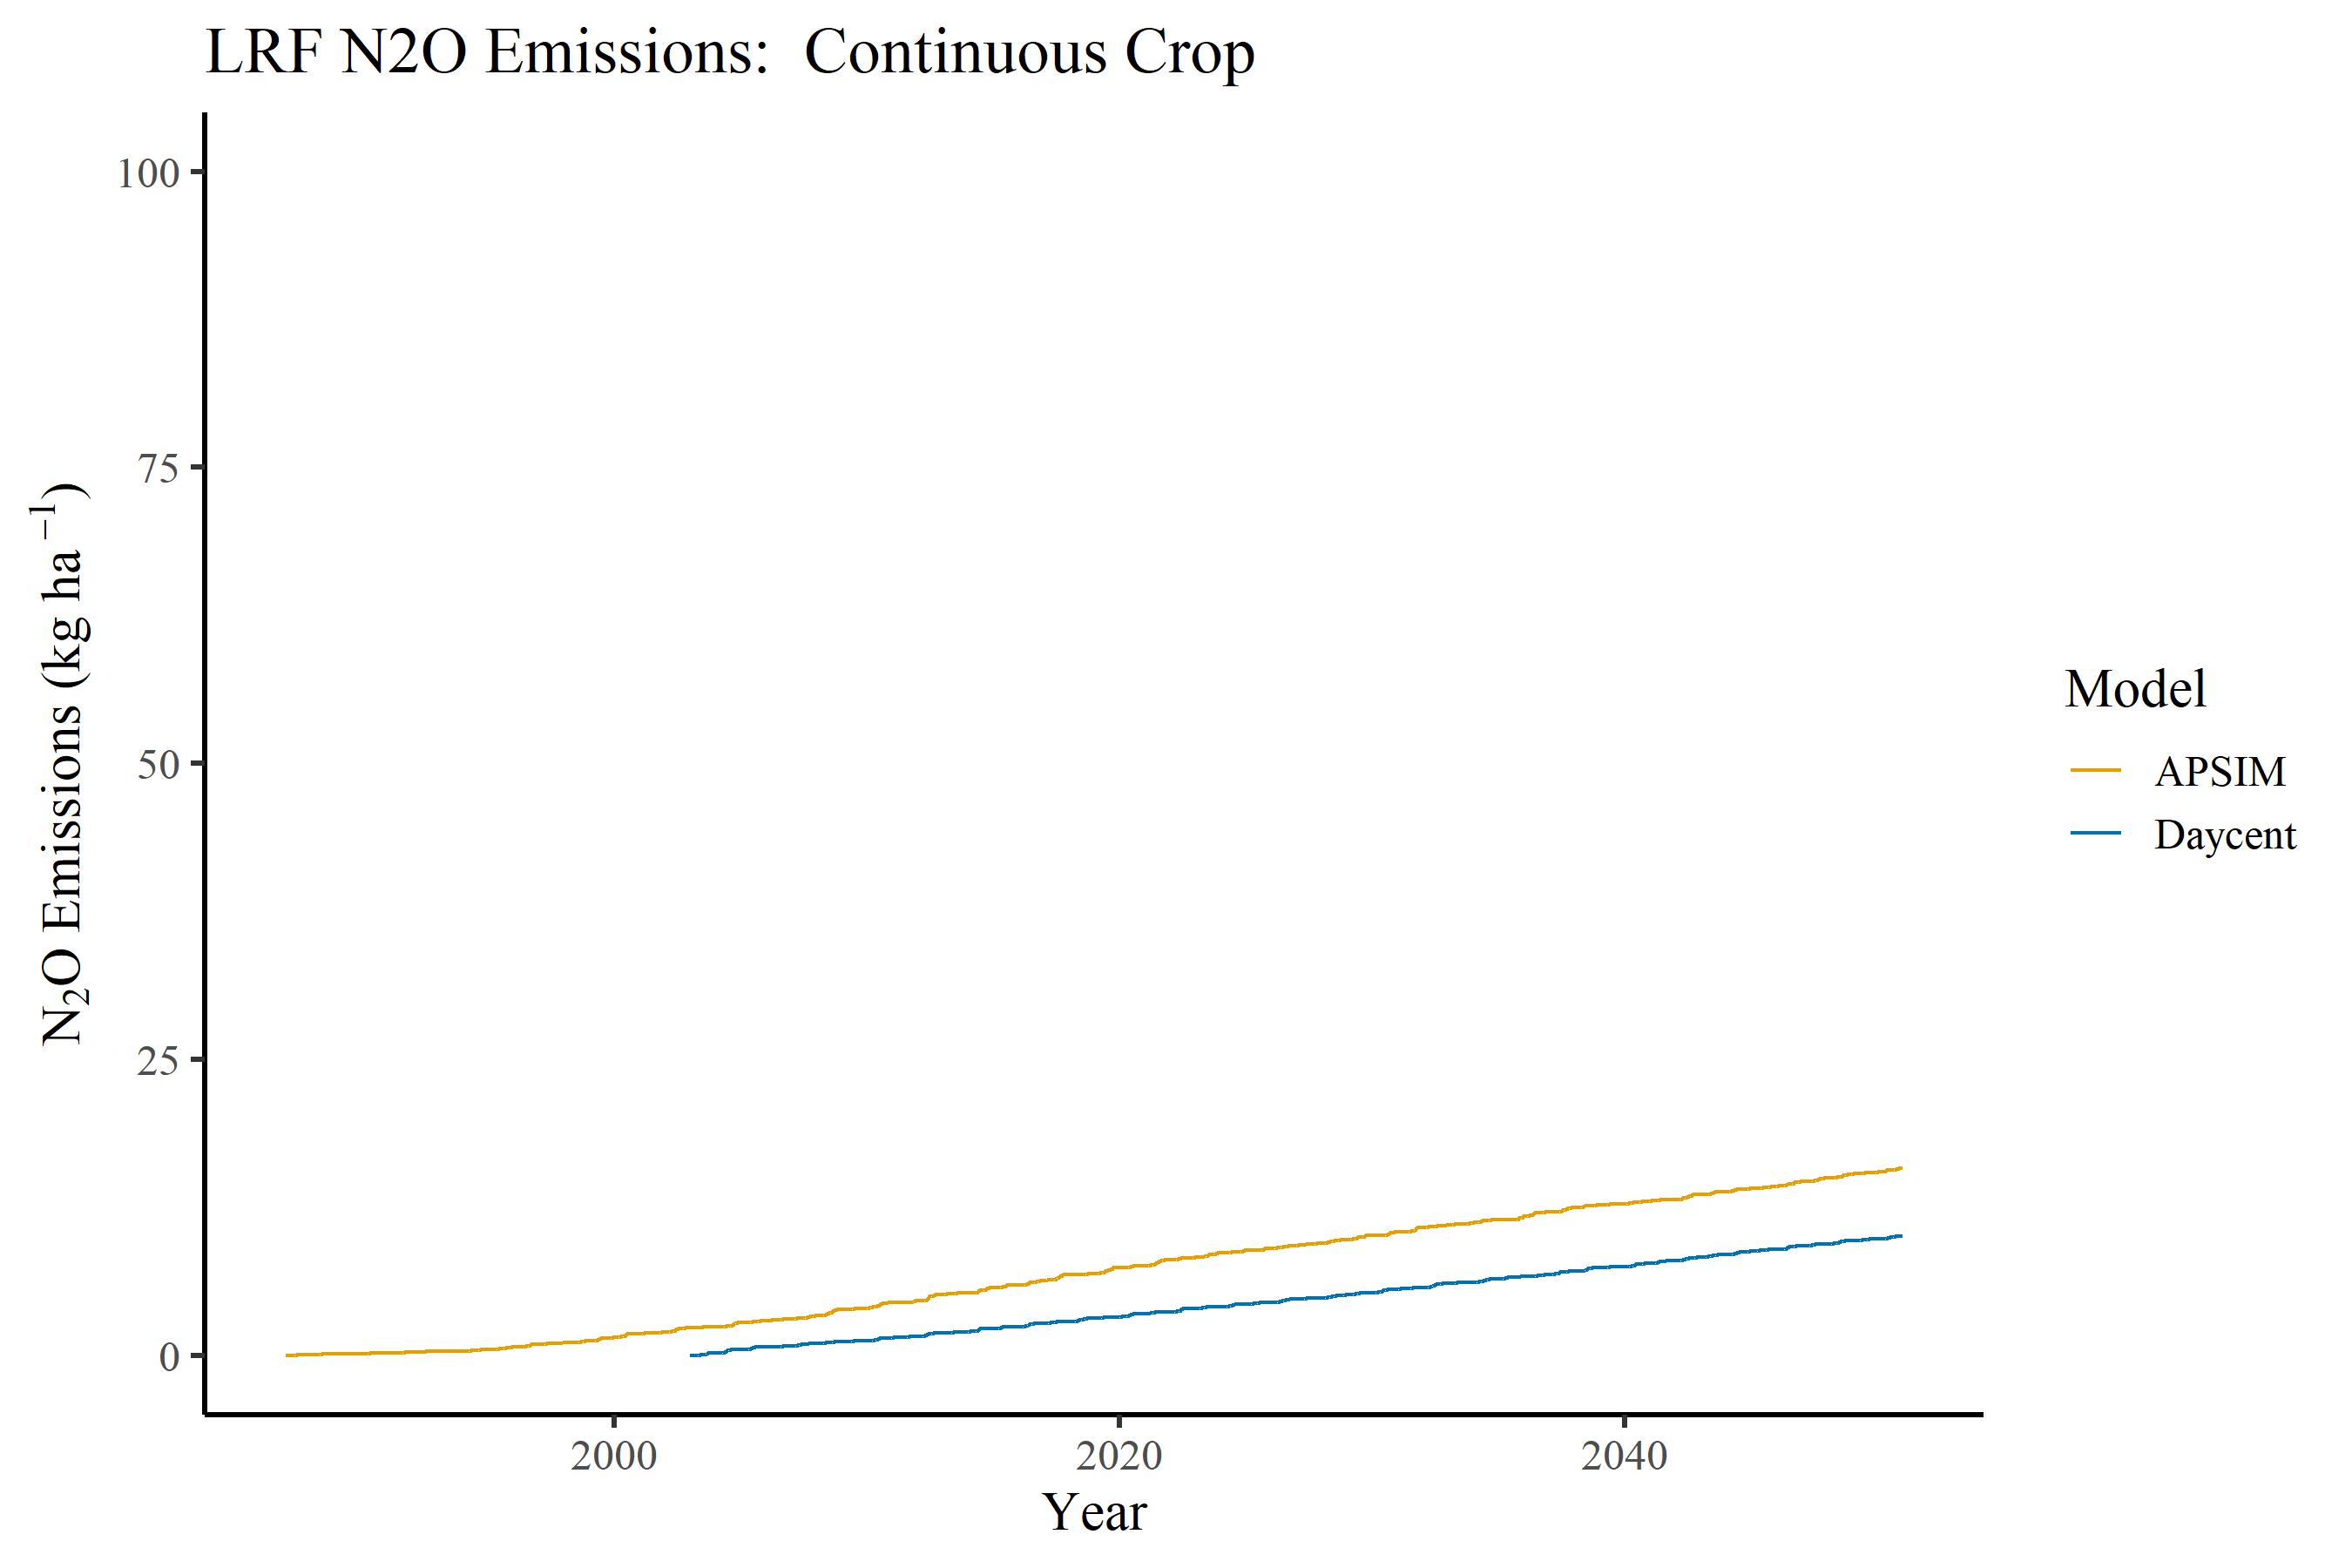 LRF N2O Emissions:  Continuous Crop
100
75
50
25
0
N₂O Emissions (kg ha⁻¹)
2000
2020
2040
Year
Model
APSIM
Daycent